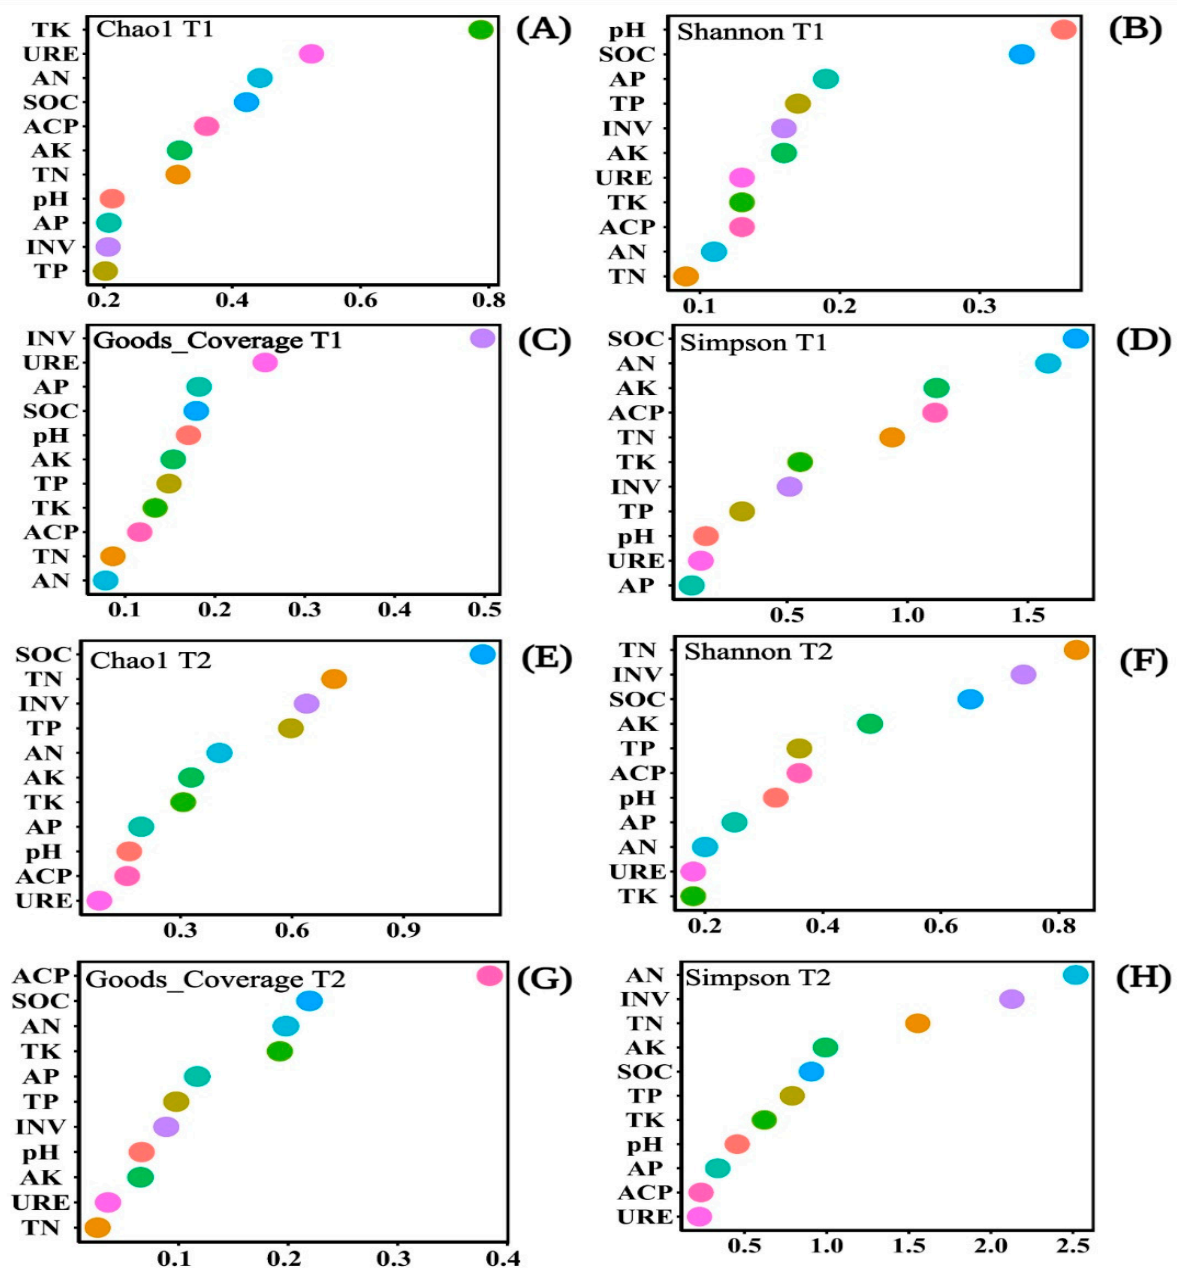 Chao1 T1
(A)
TK
URE
AN
SOC
ACP
AK
TN
pH
AP
INV
TP
0.2 0.4 0.6 0.8
Shannon T1
(B)
pH
SOC
AP
TP
INV
AK
URE
TK
ACP
AN
TN
0.1 0.2 0.3
Goods_Coverage T1
(C)
INV
URE
AP
SOC
pH
AK
TP
TK
ACP
TN
AN
0.1 0.2 0.3 0.4 0.5
Simpson T1
(D)
SOC
AN
AK
ACP
TN
TK
INV
TP
pH
URE
AP
0.5 1.0 1.5
Chao1 T2
(E)
SOC
TN
INV
TP
AN
AK
TK
AP
pH
ACP
URE
0.3 0.6 0.9
Shannon T2
(F)
TN
INV
SOC
AK
TP
ACP
pH
AP
AN
URE
TK
0.2 0.4 0.6 0.8
Goods_Coverage T2
(G)
ACP
SOC
AN
TK
AP
TP
INV
pH
AK
URE
TN
0.1 0.2 0.3 0.4
Simpson T2
(H)
AN
INV
TN
AK
SOC
TP
TK
pH
AP
ACP
URE
0.5 1.0 1.5 2.0 2.5